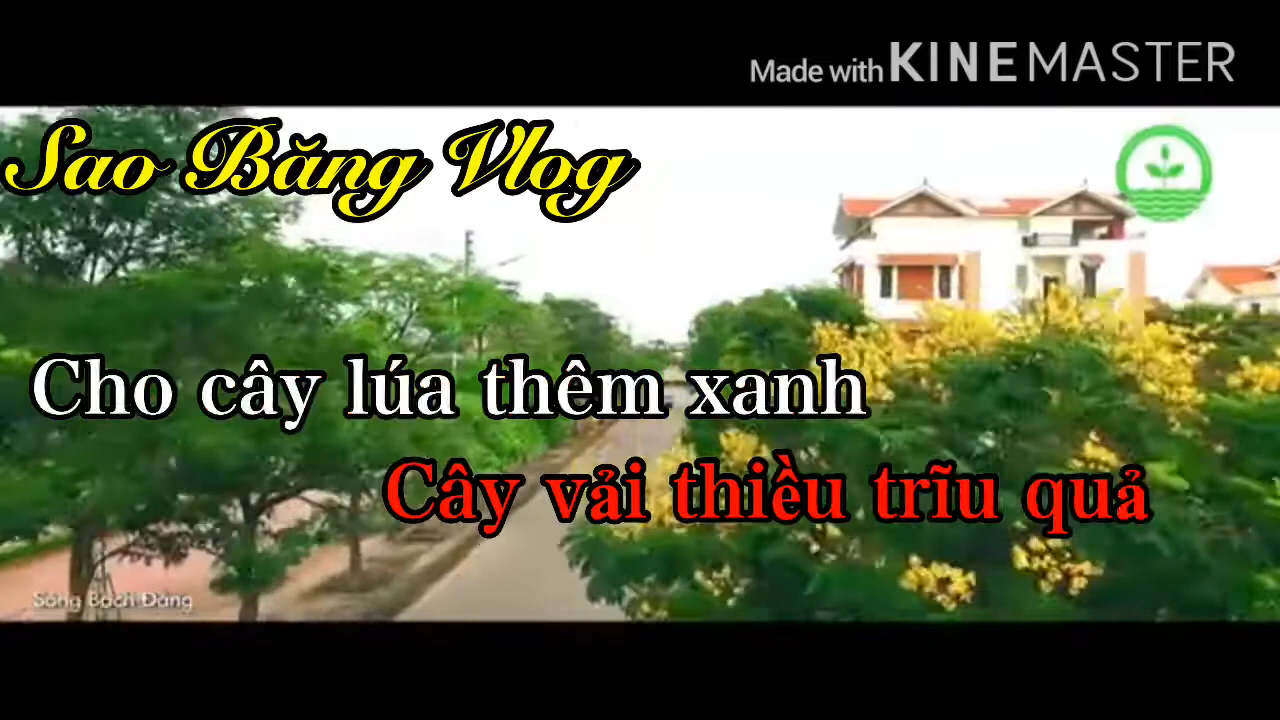 Made with KINEMASTER
Sao Băng Vlog
Cho cây lúa thêm xanh
Cây vải thiều trĩu quả
Sông Bạch Đằng